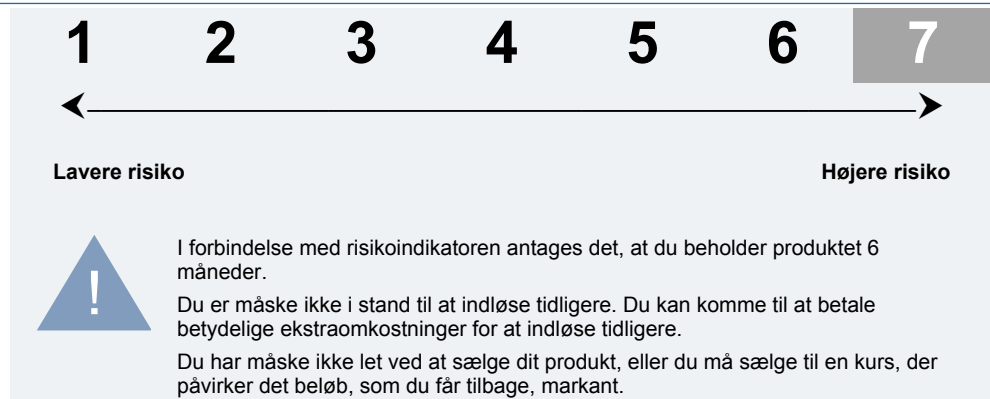 1 2 3 4 5 6 7
Lavere risiko Højere risiko
!
I forbindelse med risikoindikatoren antages det, at du beholder produktet 6
måneder.
Du er måske ikke i stand til at indløse tidligere. Du kan komme til at betale
betydelige ekstraomkostninger for at indløse tidligere.
Du har måske ikke let ved at sælge dit produkt, eller du må sælge til en kurs, der
påvirker det beløb, som du får tilbage, markant.